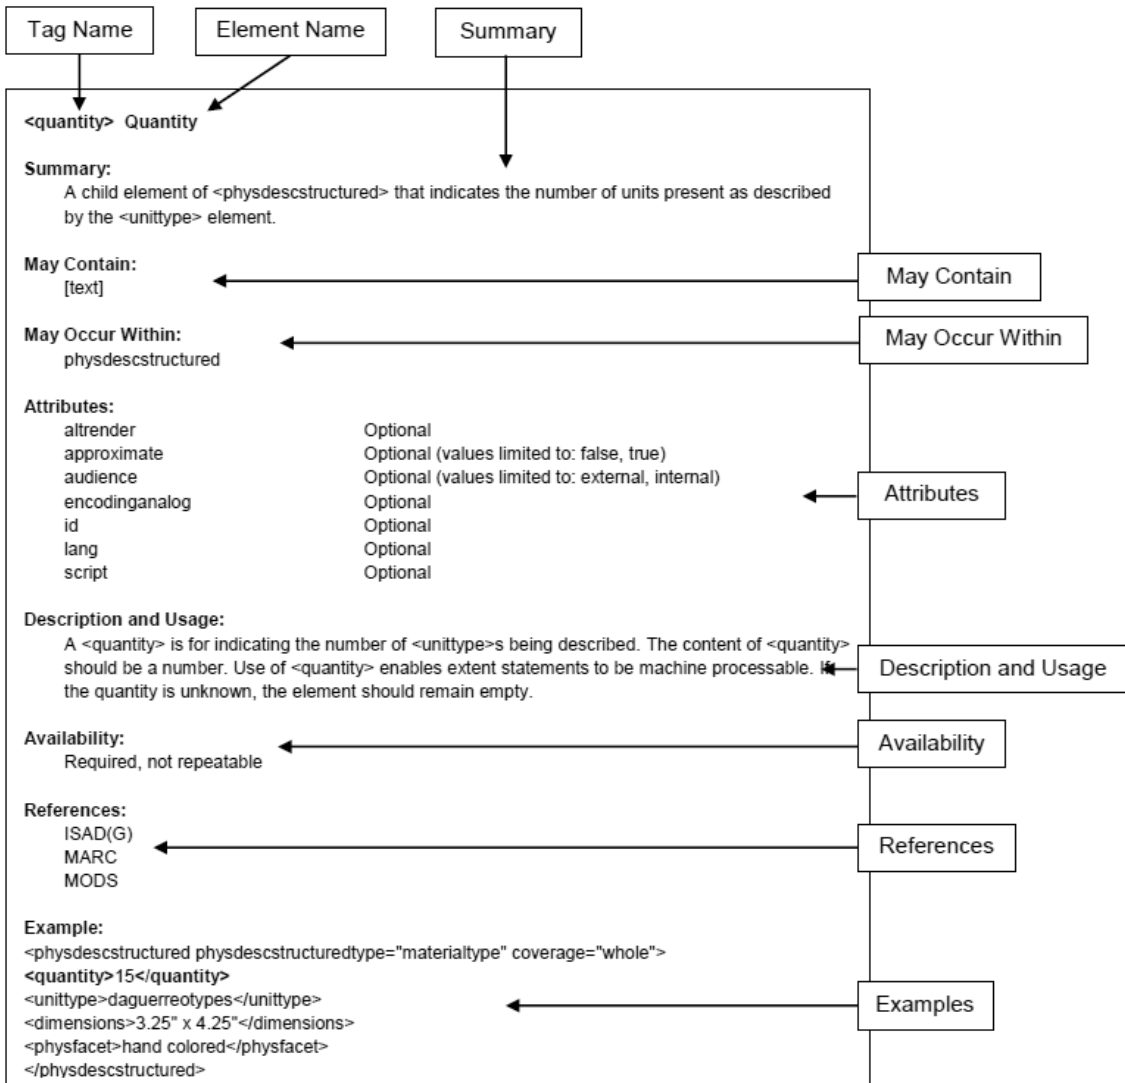 Tag Name
Element Name
Summary
<quantity> Quantity
Summary:
A child element of <physdescstructured> that indicates the number of units present as described
by the <unittype> element.
May Contain:
[text]
May Contain
May Occur Within:
physdescstructured
May Occur Within
Attributes:
altrender Optional
approximate Optional (values limited to: false, true)
audience Optional (values limited to: external, internal)
encodinganalog Optional
id Optional
lang Optional
script Optional
Attributes
Description and Usage:
A <quantity> is for indicating the number of <unittype>s being described. The content of <quantity>
should be a number. Use of <quantity> enables extent statements to be machine processable. If
the quantity is unknown, the element should remain empty.
Description and Usage
Availability:
Required, not repeatable
Availability
References:
ISAD(G)
MARC
MODS
References
Example:
<physdescstructured physdescstructuredtype="materialtype" coverage="whole">
<quantity>15</quantity>
<unittype>daguerreotypes</unittype>
<dimensions>3.25" x 4.25"</dimensions>
<physfacet>hand colored</physfacet>
</physdescstructured>
Examples